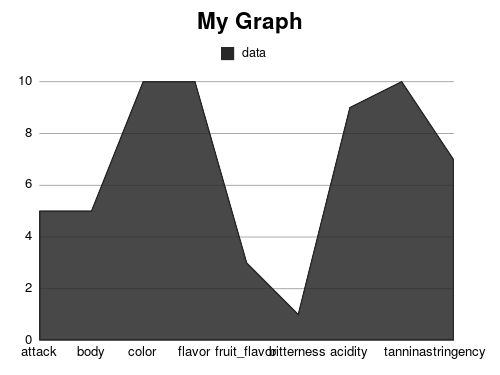 My Graph
data
10
8
6
4
2
0
attack body color flavor fruit_flavor bitterness acidity tannin astringency